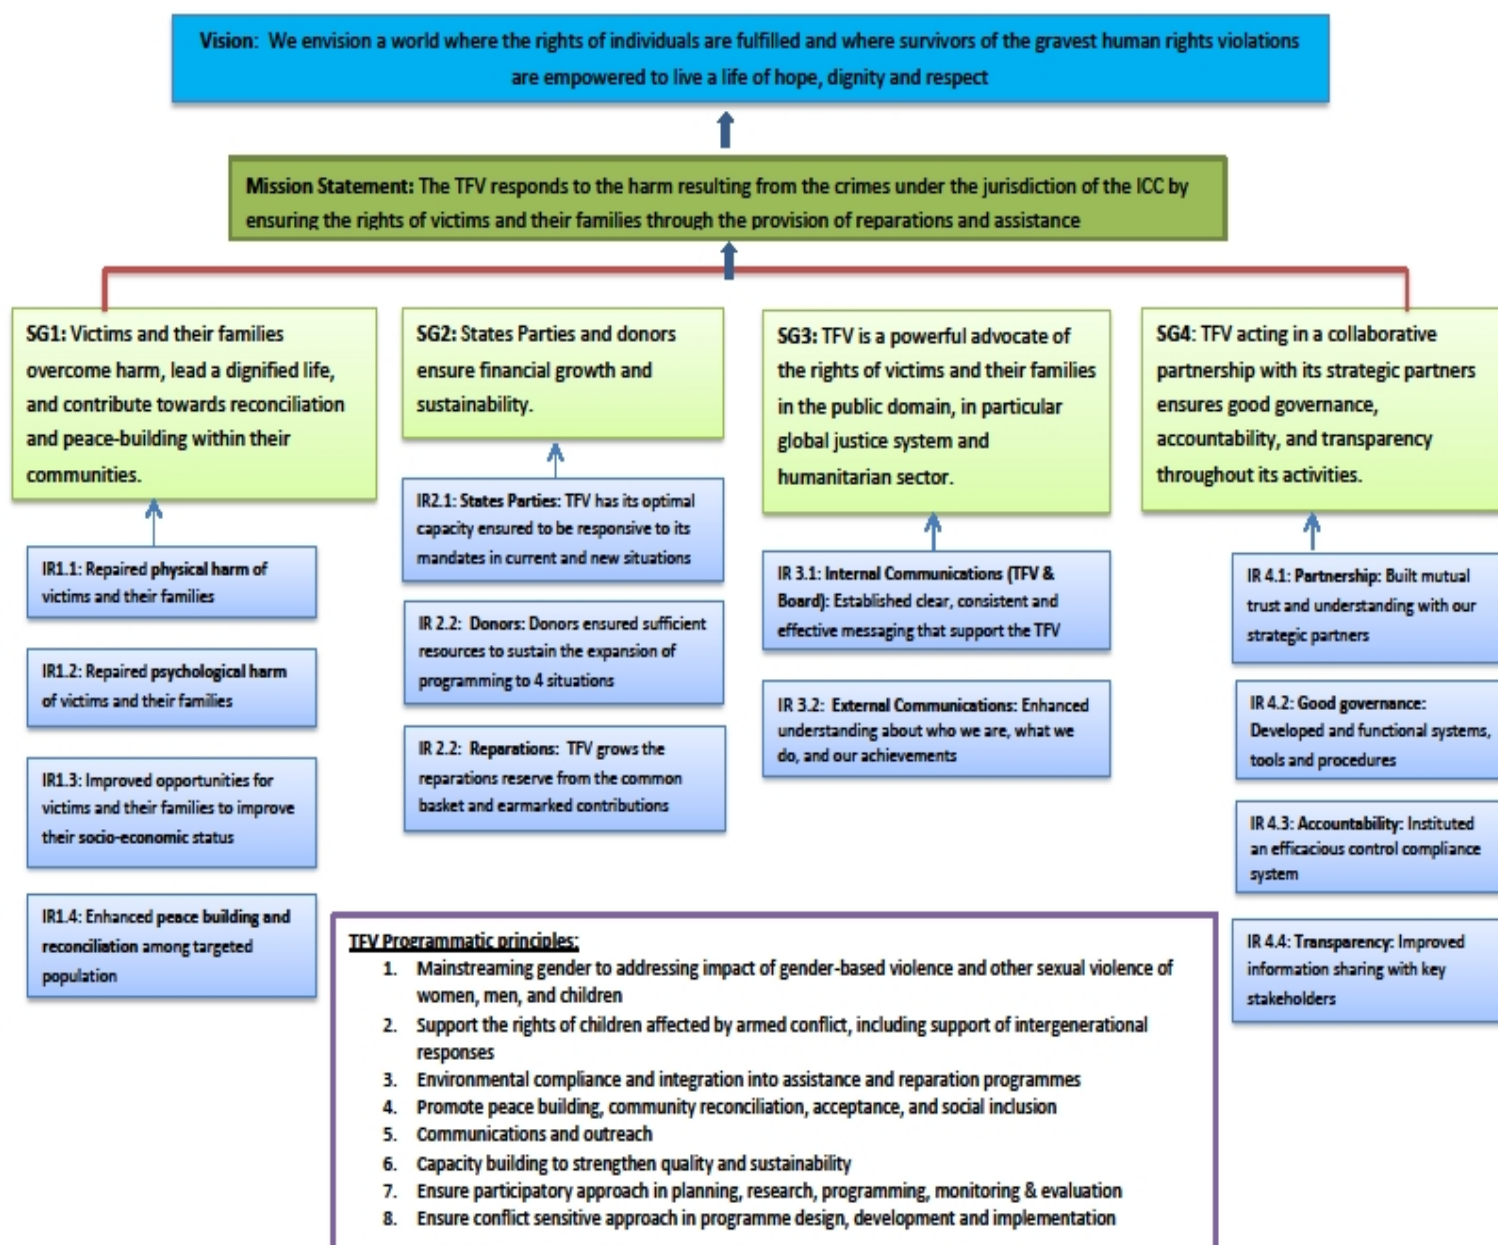 Vision: We envision a world where the rights of individuals are fulfilled and where survivors of the gravest human rights violations
are empowered to live a life of hope, dignity and respect
Mission Statement: The TFV responds to the harm resulting from the crimes under the jurisdiction of the ICC by
ensuring the rights of victims and their families through the provision of reparations and assistance
SG1: Victims and their families
overcome harm, lead a dignified life,
and contribute towards reconciliation
and peace-building within their
communities.
IR1.1: Repaired physical harm of
victims and their families
IR1.2: Repaired psychological harm
of victims and their families
IR1.3: Improved opportunities for
victims and their families to improve
their socio-economic status
IR1.4: Enhanced peace building and
reconciliation among targeted
population
SG2: States Parties and donors
ensure financial growth and
sustainability.
IR2.1: States Parties: TFV has its optimal
capacity ensured to be responsive to its
mandates in current and new situations
IR 2.2: Donors: Donors ensured sufficient
resources to sustain the expansion of
programming to 4 situations
IR 2.2: Reparations: TFV grows the
reparations reserve from the common
basket and earmarked contributions
SG3: TFV is a powerful advocate of
the rights of victims and their families
in the public domain, in particular
global justice system and
humanitarian sector.
IR 3.1: Internal Communications (TFV &
Board): Established clear, consistent and
effective messaging that support the TFV
IR 3.2: External Communications: Enhanced
understanding about who we are, what we
do, and our achievements
SG4: TFV acting in a collaborative
partnership with its strategic partners
ensures good governance,
accountability, and transparency
throughout its activities.
IR 4.1: Partnership: Built mutual
trust and understanding with our
strategic partners
IR 4.2: Good governance:
Developed and functional systems,
tools and procedures
IR 4.3: Accountability: Instituted
an efficacious control compliance
system
IR 4.4: Transparency: Improved
information sharing with key
stakeholders
TFV Programmatic principles:
1. Mainstreaming gender to addressing impact of gender-based violence and other sexual violence of
women, men, and children
2. Support the rights of children affected by armed conflict, including support of intergenerational
responses
3. Environmental compliance and integration into assistance and reparation programmes
4. Promote peace building, community reconciliation, acceptance, and social inclusion
5. Communications and outreach
6. Capacity building to strengthen quality and sustainability
7. Ensure participatory approach in planning, research, programming, monitoring & evaluation
8. Ensure conflict sensitive approach in programme design, development and implementation